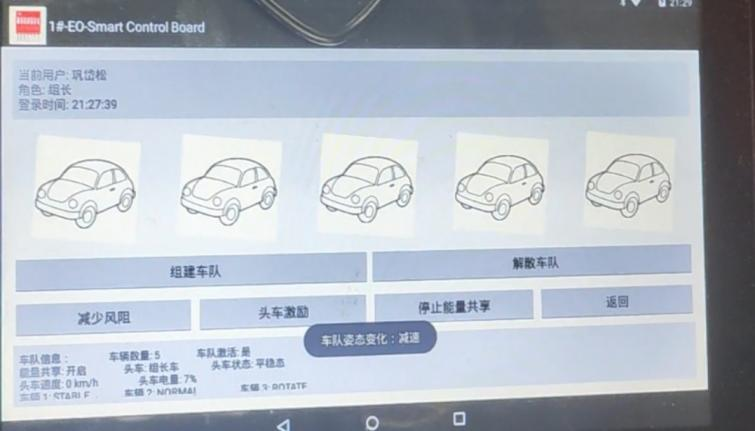 21:29
1#-EO-Smart Control Board
当前用户: 巩岱松
角色: 组长
登录时间: 21:27:39
组建车队
解散车队
减少风阻
头车激励
停止能量共享
返回
车队姿态变化：减速
车队信息：
车辆数量: 5
车队激活: 是
能量共享: 开启
头车: 组长车
头车状态: 平稳态
头车速度: 0 km/h
头车电量: 7%
车辆 1: STABLE
车辆 2: NORMAL
车辆 3: ROTATE